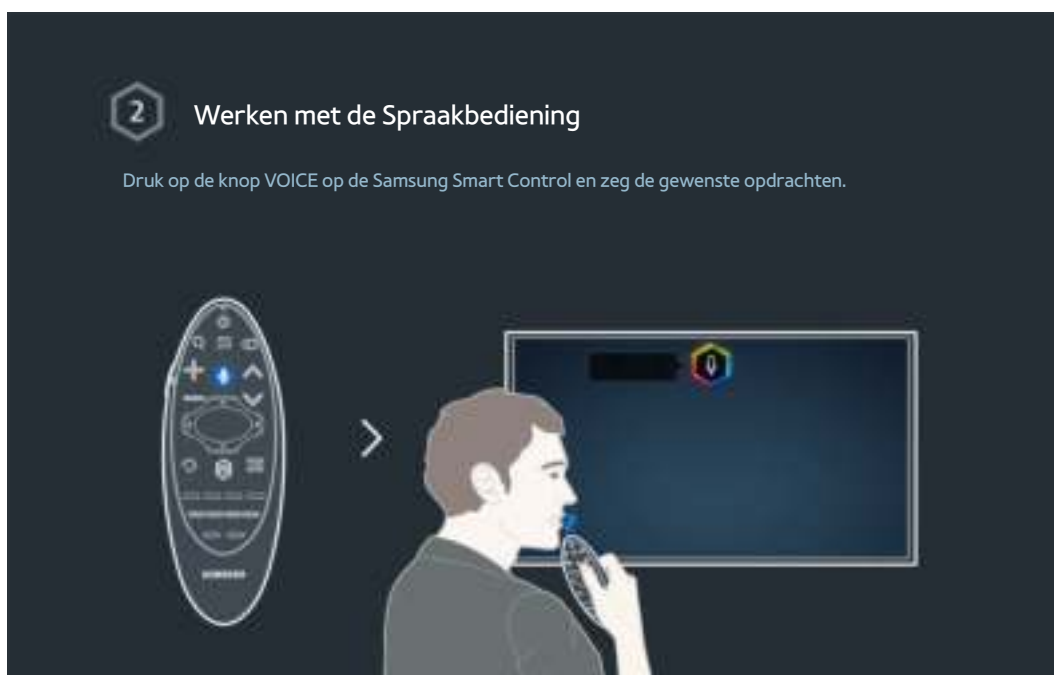 2
Werken met de Spraakbediening
Druk op de knop VOICE op de Samsung Smart Control en zeg de gewenste opdrachten.
SAMSUNG